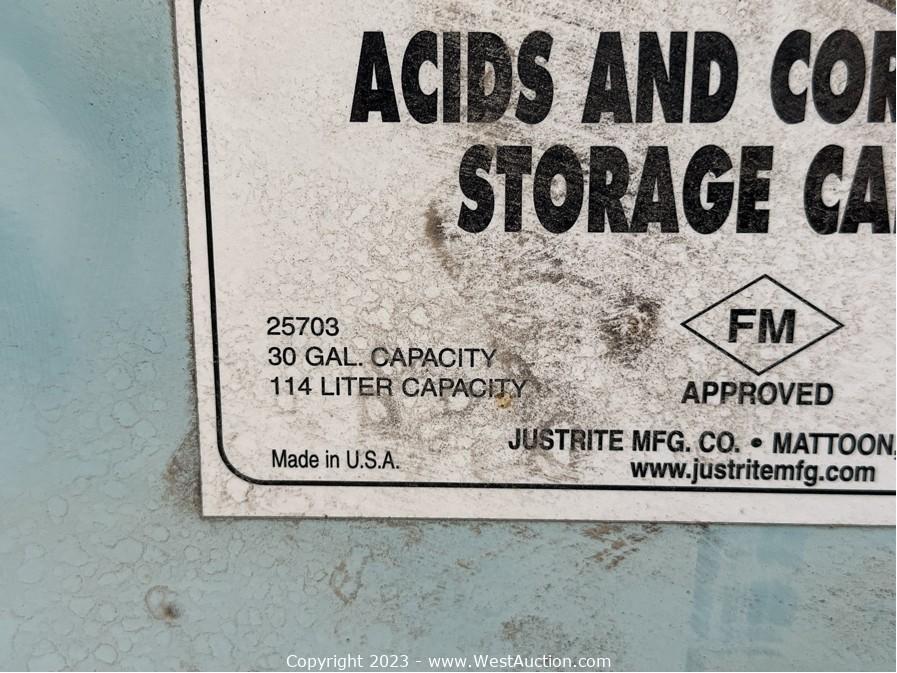 ACIDS AND COR
STORAGE CA
25703
30 GAL. CAPACITY
114 LITER CAPACITY
FM
APPROVED
JUSTRITE MFG. CO. • MATTOON,
www.justritemfg.com
Made in U.S.A.
Copyright 2023 - www.WestAuction.com